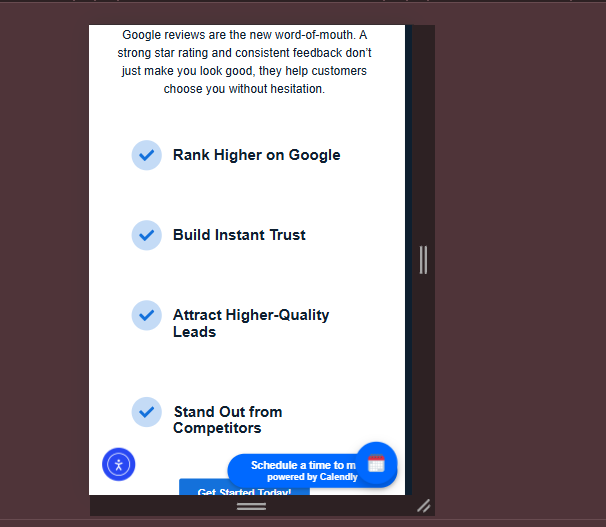 Google reviews are the new word-of-mouth. A
strong star rating and consistent feedback don't
just make you look good, they help customers
choose you without hesitation.
Rank Higher on Google
Build Instant Trust
Attract Higher-Quality
Leads
Stand Out from
Competitors
Schedule a time to m
powered by Calendly
Get Started Today!